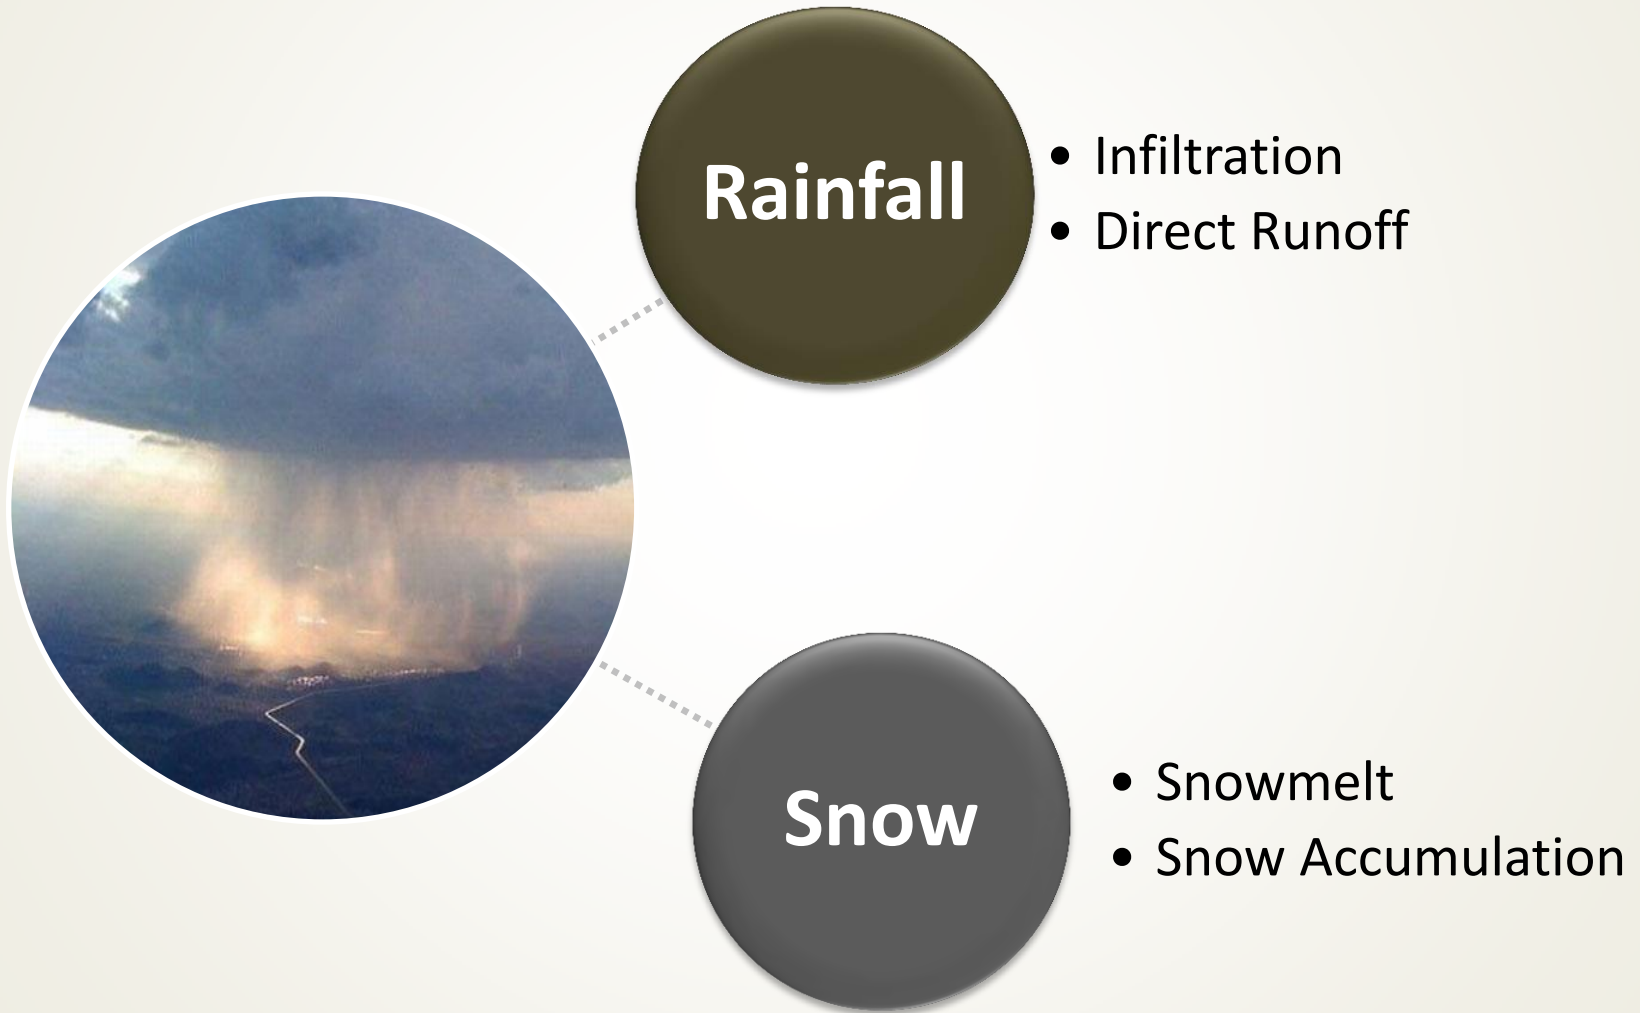 Rainfall
• Infiltration
• Direct Runoff
Snow
• Snowmelt
• Snow Accumulation